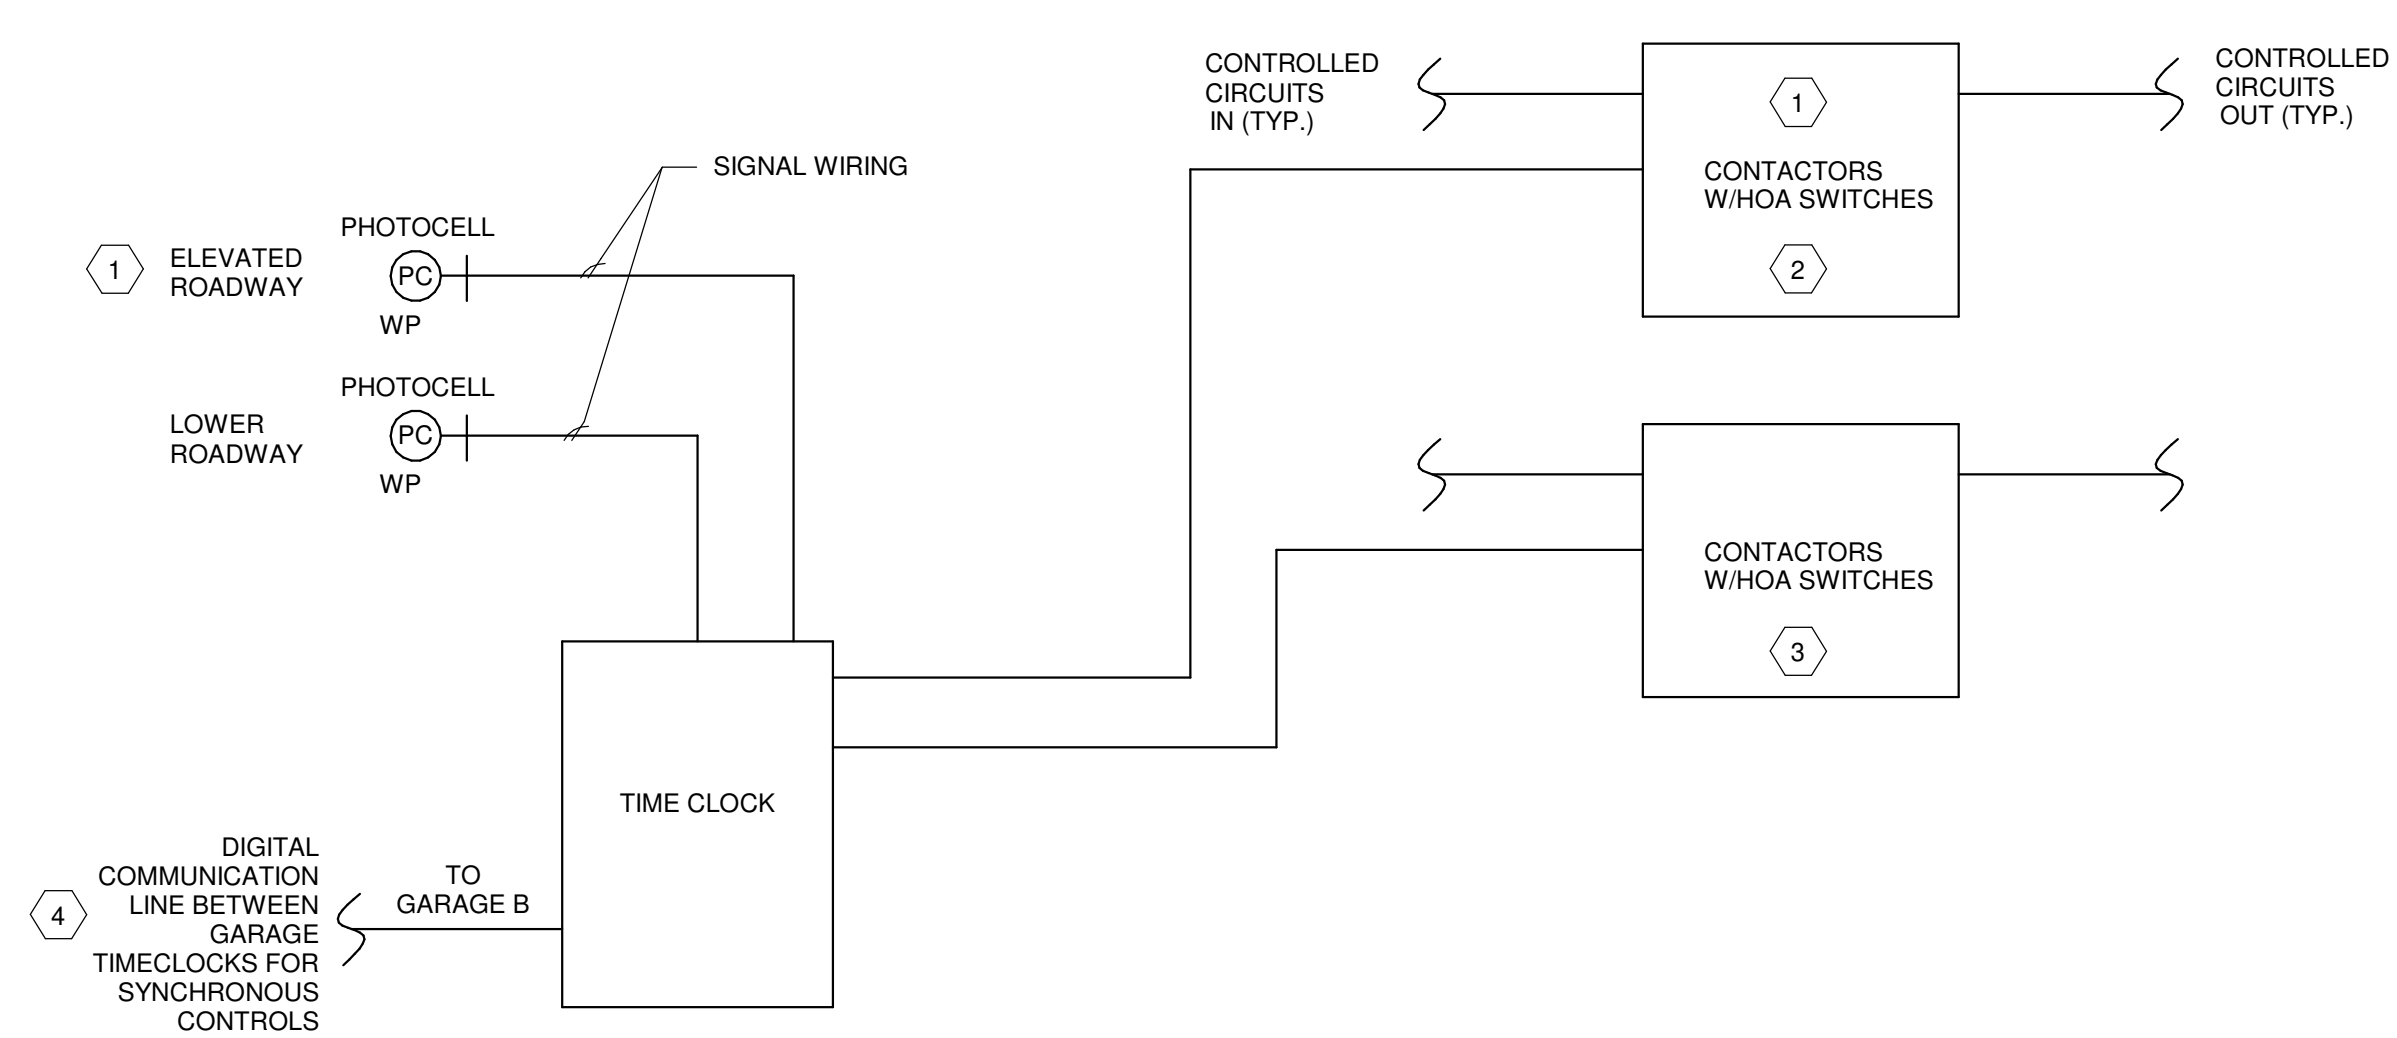 CONTROLLED
CIRCUITS
IN (TYP.)
1
CONTACTORS
W/HOA SWITCHES
2
CONTROLLED
CIRCUITS
OUT (TYP.)
SIGNAL WIRING
1
ELEVATED
ROADWAY
PHOTOCELL
PC
WP
LOWER
ROADWAY
PHOTOCELL
PC
WP
CONTACTORS
W/HOA SWITCHES
3
TIME CLOCK
4
DIGITAL
COMMUNICATION
LINE BETWEEN
GARAGE
TIMECLOCKS FOR
SYNCHRONOUS
CONTROLS
TO
GARAGE B